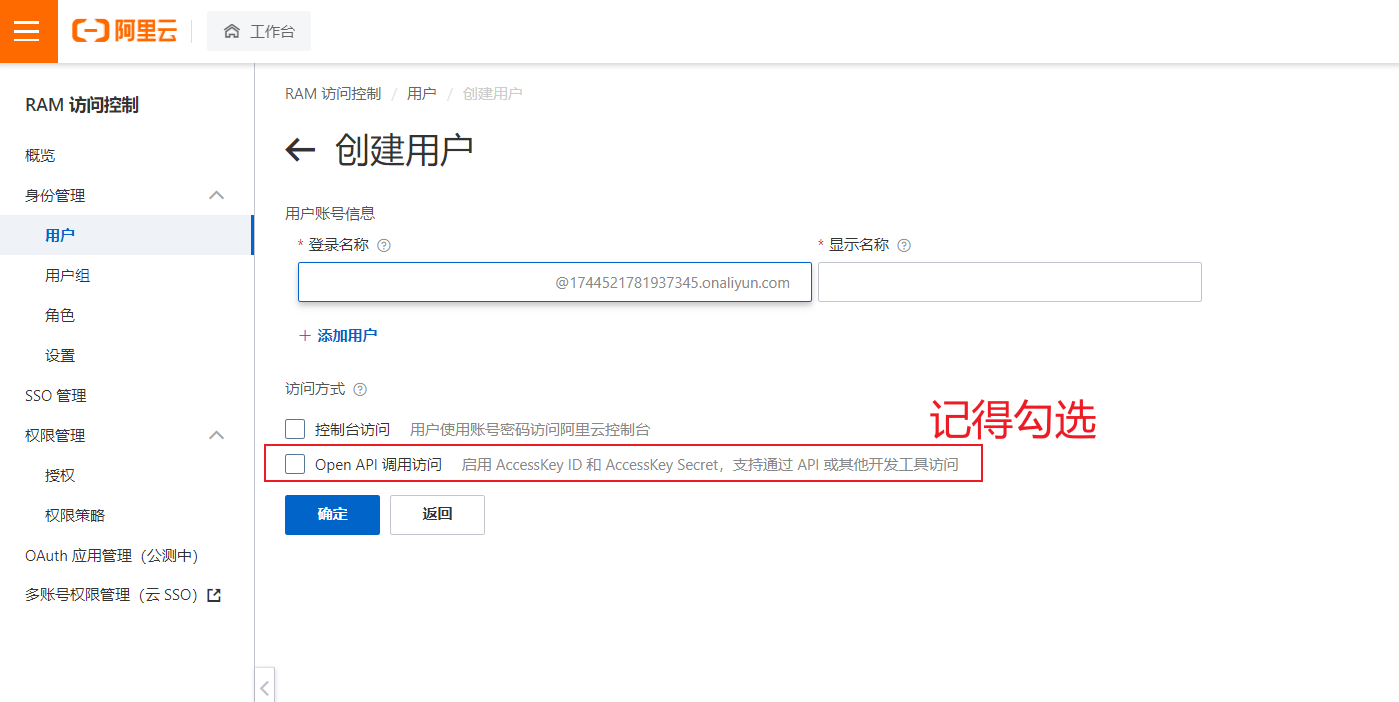 阿里云
工作台
RAM 访问控制
概览
身份管理
用户
用户组
角色
设置
SSO 管理
权限管理
授权
权限策略
OAuth 应用管理（公测中）
多账号权限管理（云 SSO）
RAM 访问控制 / 用户 / 创建用户
创建用户
用户账号信息
* 登录名称 ? * 显示名称 ?
@1744521781937345.onaliyun.com
+ 添加用户
访问方式 ?
控制台访问 用户使用账号密码访问阿里云控制台
记得勾选
Open API 调用访问 启用 AccessKey ID 和 AccessKey Secret，支持通过 API 或其他开发工具访问
确定 返回